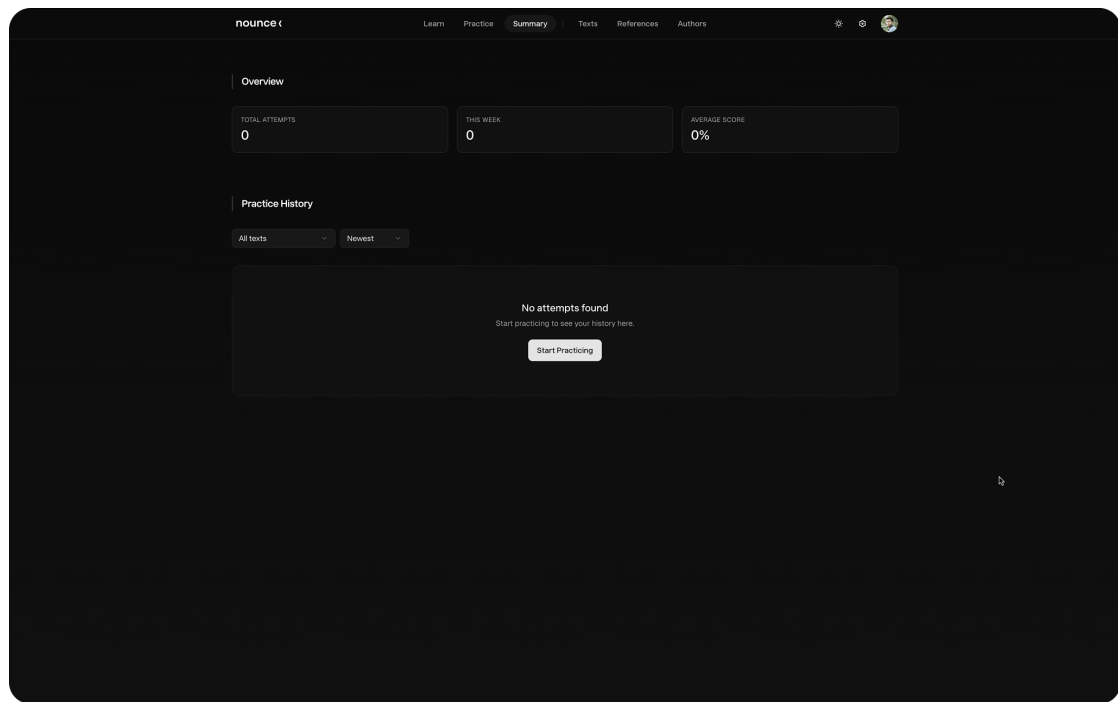 nounce
Learn Practice Summary Texts References Authors
Overview
TOTAL ATTEMPTS
0
THIS WEEK
0
AVERAGE SCORE
0%
Practice History
All texts
Newest
No attempts found
Start practicing to see your history here.
Start Practicing